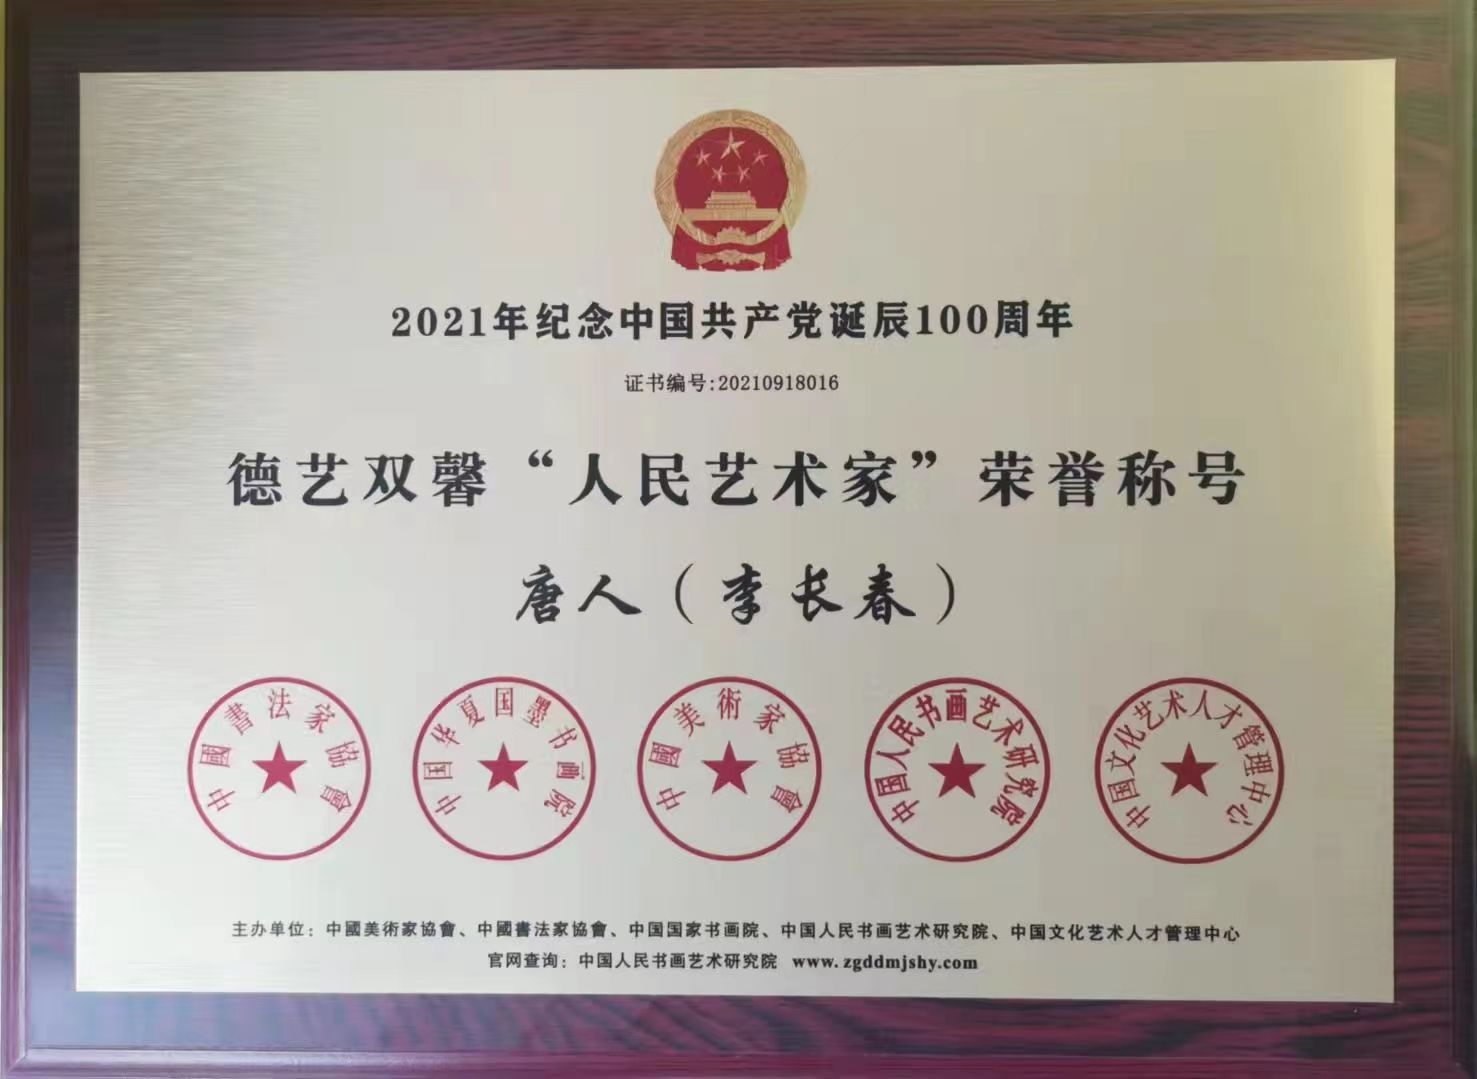 2021年纪念中国共产党诞辰100周年
证书编号:20210918016
德艺双馨“人民艺术家”荣誉称号
唐人（李长春）
中國書法家協會
中国华夏国墨书画院
中國美術家協會
中国人民书画艺术研究院
中国文化艺术人才管理中心
主办单位：中國美術家協會、中國書法家協會、中国国家书画院、中国人民书画艺术研究院、中国文化艺术人才管理中心
官网查询：中国人民书画艺术研究院 www.zgddmjshy.com